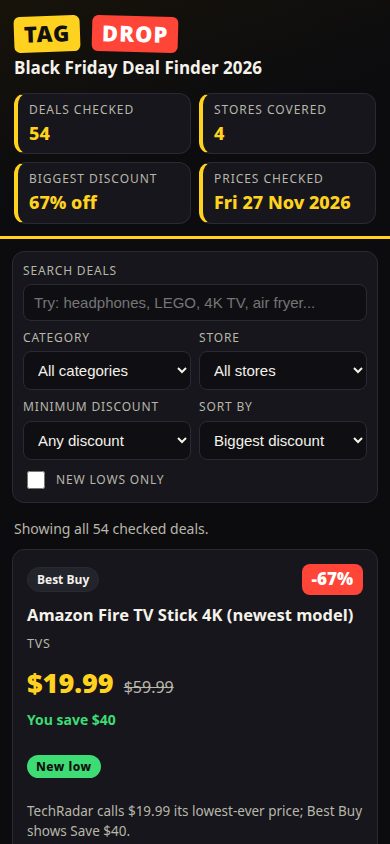 TAG DROP
Black Friday Deal Finder 2026
DEALS CHECKED
54
STORES COVERED
4
BIGGEST DISCOUNT
67% off
PRICES CHECKED
Fri 27 Nov 2026
SEARCH DEALS
Try: headphones, LEGO, 4K TV, air fryer...
CATEGORY
All categories
STORE
All stores
MINIMUM DISCOUNT
Any discount
SORT BY
Biggest discount
NEW LOWS ONLY
Showing all 54 checked deals.
Best Buy
-67%
Amazon Fire TV Stick 4K (newest model)
TVS
$19.99 $59.99
You save $40
New low
TechRadar calls $19.99 its lowest-ever price; Best Buy
shows Save $40.